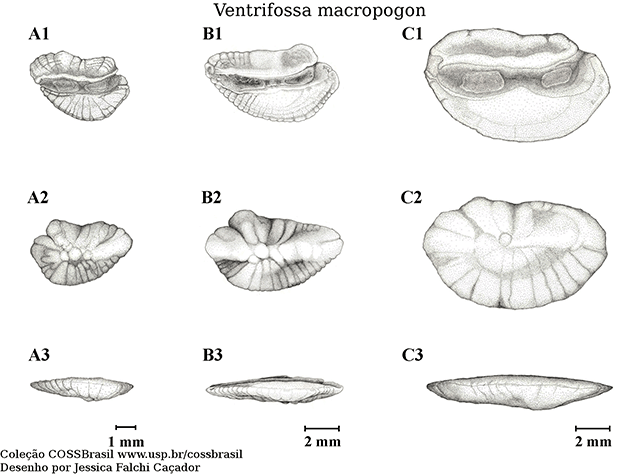 Ventrifossa macropogon
A1 B1 C1
A2 B2 C2
A3 B3 C3
1 mm 2 mm 2 mm
Coleção COSSBrasil www.usp.br/cossbrasil
Desenho por Jessica Falchi Caçador